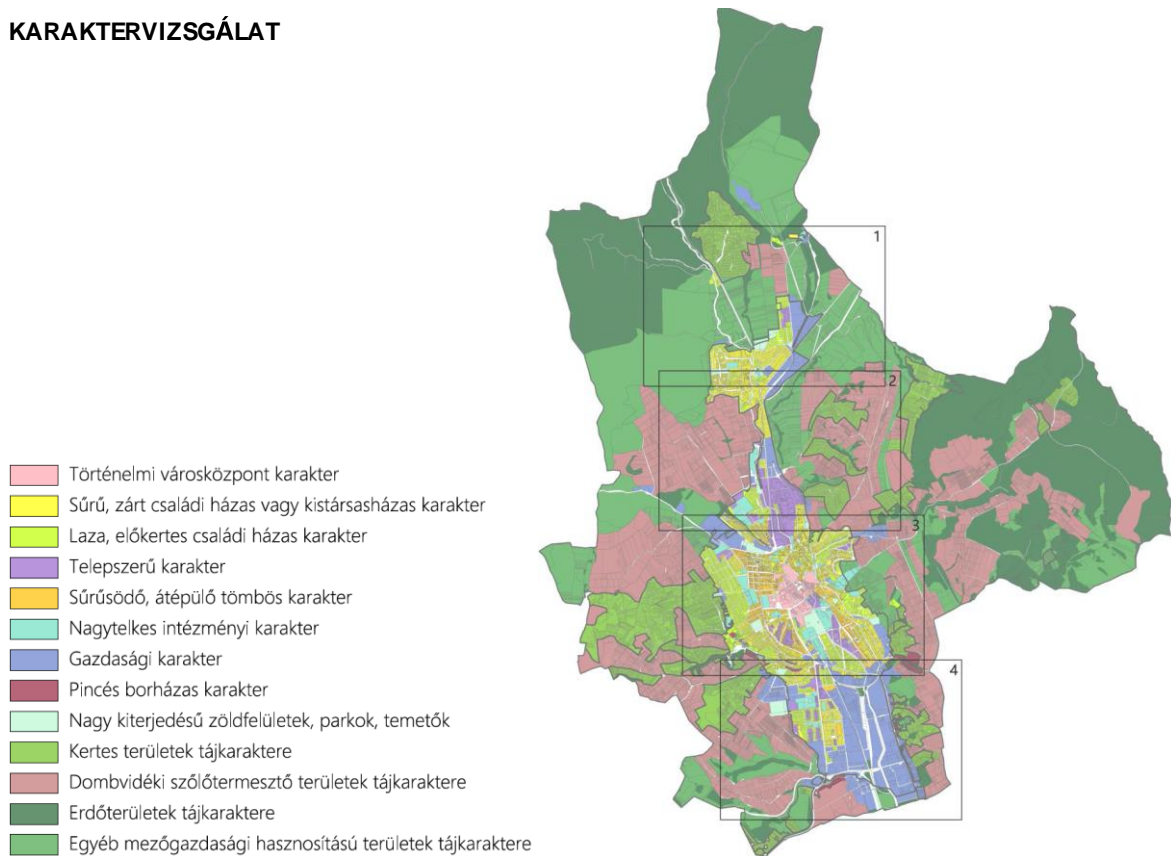 KARAKTERVIZSGÁLAT
1
2
3
4
Történelmi városközpont karakter
Sűrű, zárt családi házas vagy kistársasházas karakter
Laza, előkertes családi házas karakter
Telepszerű karakter
Sűrűsödő, átépülő tömbös karakter
Nagytelkes intézményi karakter
Gazdasági karakter
Pincés borházas karakter
Nagy kiterjedésű zöldfelületek, parkok, temetők
Kertes területek tájkaraktere
Dombvidéki szőlőtermesztő területek tájkaraktere
Erdőterületek tájkaraktere
Egyéb mezőgazdasági hasznosítású területek tájkaraktere